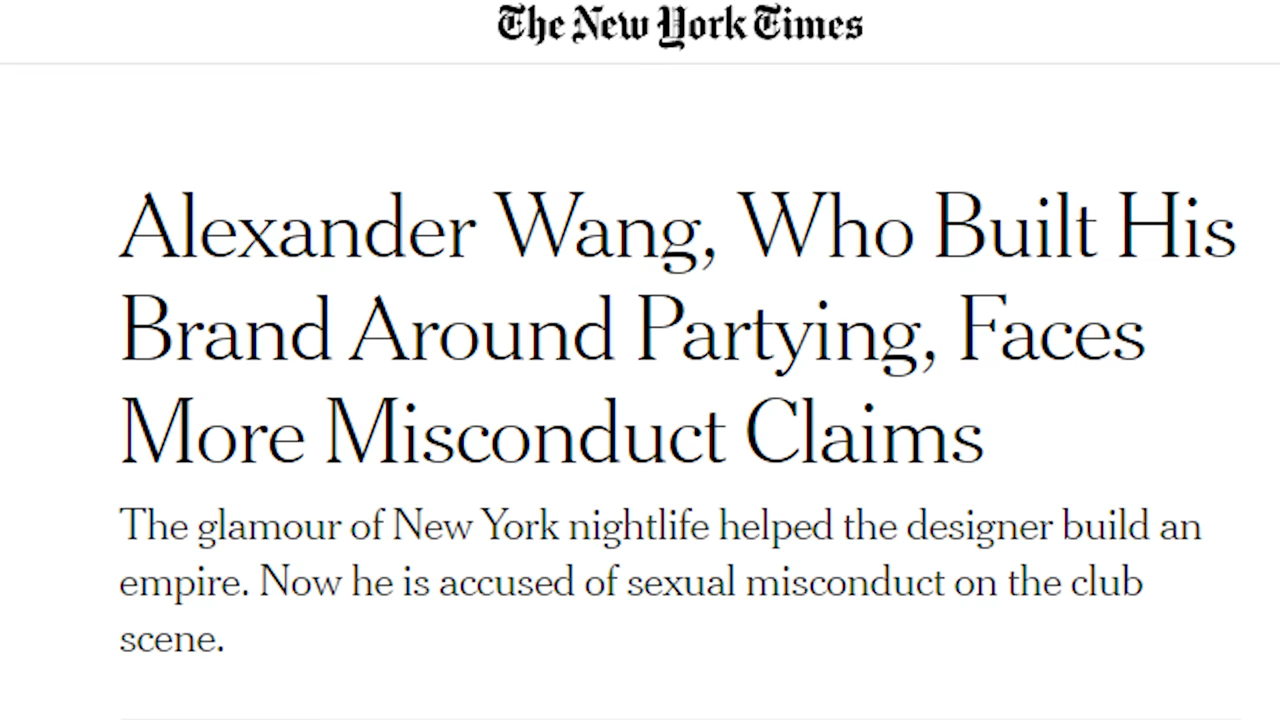 The New York Times
Alexander Wang, Who Built His
Brand Around Partying, Faces
More Misconduct Claims
The glamour of New York nightlife helped the designer build an
empire. Now he is accused of sexual misconduct on the club
scene.